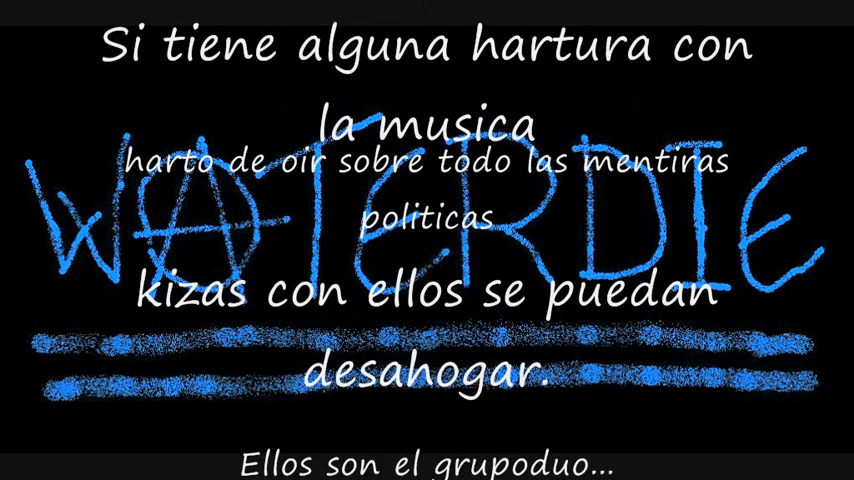 Si tiene alguna hartura con
la musica
harto de oir sobre todo las mentiras
politicas
WATERDIE
kizas con ellos se puedan
desahogar.
Ellos son el grupoduo...